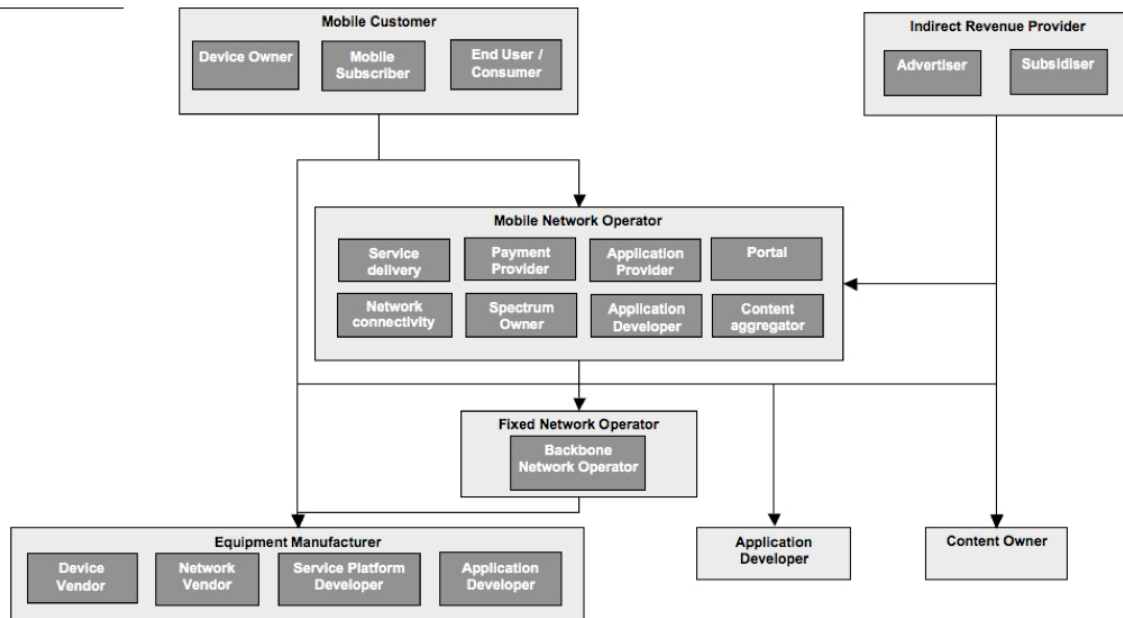 Mobile Customer
Device Owner
Mobile
Subscriber
End User /
Consumer
Indirect Revenue Provider
Advertiser
Subsidiser
Mobile Network Operator
Service
delivery
Payment
Provider
Application
Provider
Portal
Network
connectivity
Spectrum
Owner
Application
Developer
Content
aggregator
Fixed Network Operator
Backbone
Network Operator
Equipment Manufacturer
Device
Vendor
Network
Vendor
Service Platform
Developer
Application
Developer
Application
Developer
Content Owner